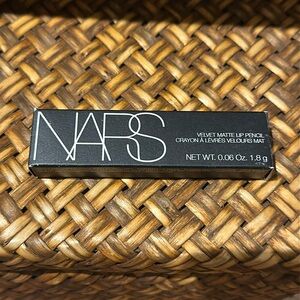 NARS
VELVET MATTE LIP PENCIL
CRAYON À LÈVRES VELOURS MAT
NET WT. 0.06 Oz. 1.8 g